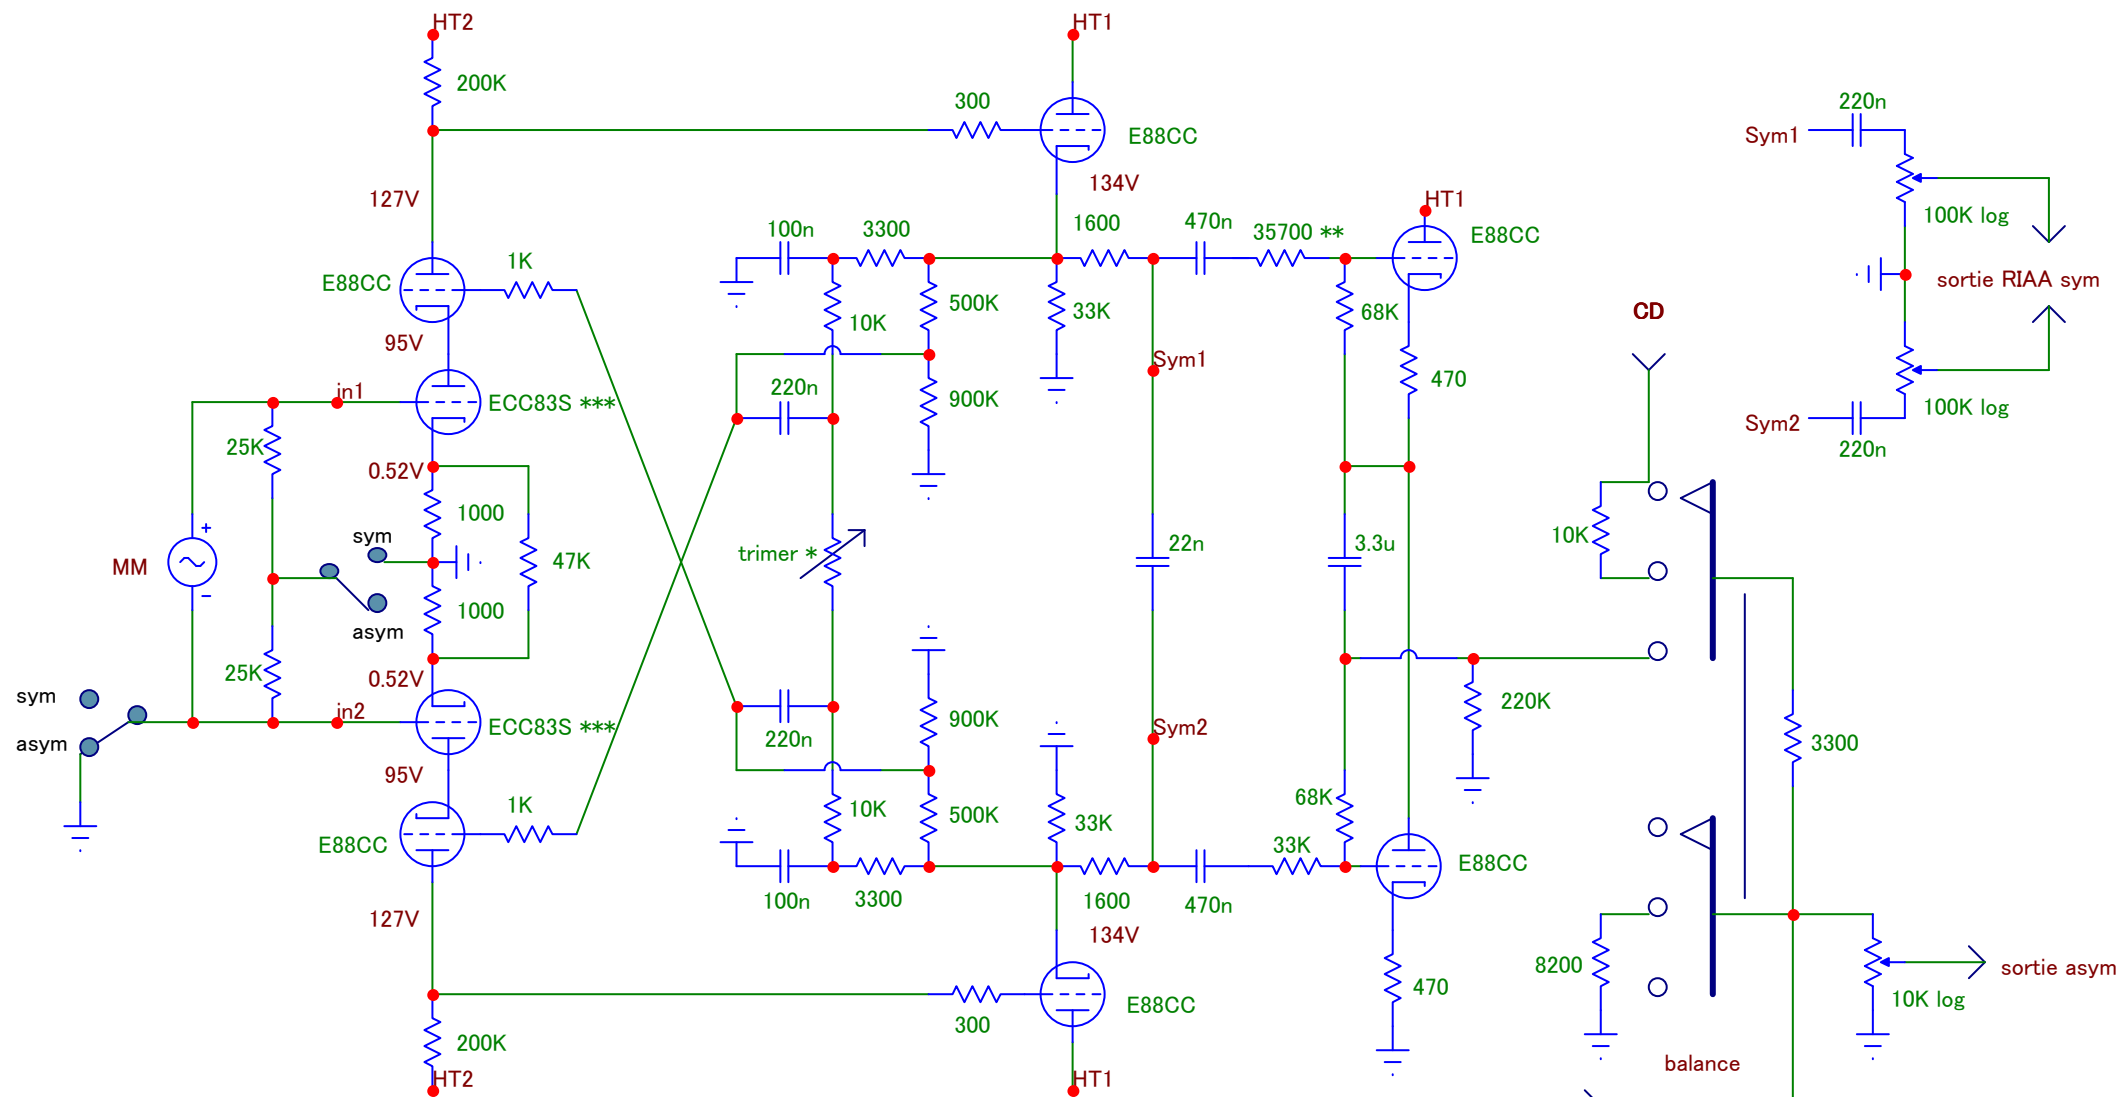 HT2
HT1
200K
300
E88CC
220n
Sym1
127V
134V
HT1
100n
3300
1600
470n
35700 **
E88CC
100K log
1K
E88CC
500K
33K
68K
sortie RIAA sym
10K
CD
95V
Sym1
in1
220n
470
ECC83S ***
900K
100K log
Sym2
220n
25K
0.52V
1000
sym
47K
trimer *
22n
3.3u
10K
MM
+
-
1000
asym
25K
0.52V
sym
in2
asym
ECC83S ***
900K
Sym2
220K
220n
3300
95V
1K
10K
500K
33K
68K
E88CC
33K
E88CC
100n
3300
1600
470n
127V
134V
8200
sortie asym
470
10K log
300
E88CC
200K
balance
HT2
HT1